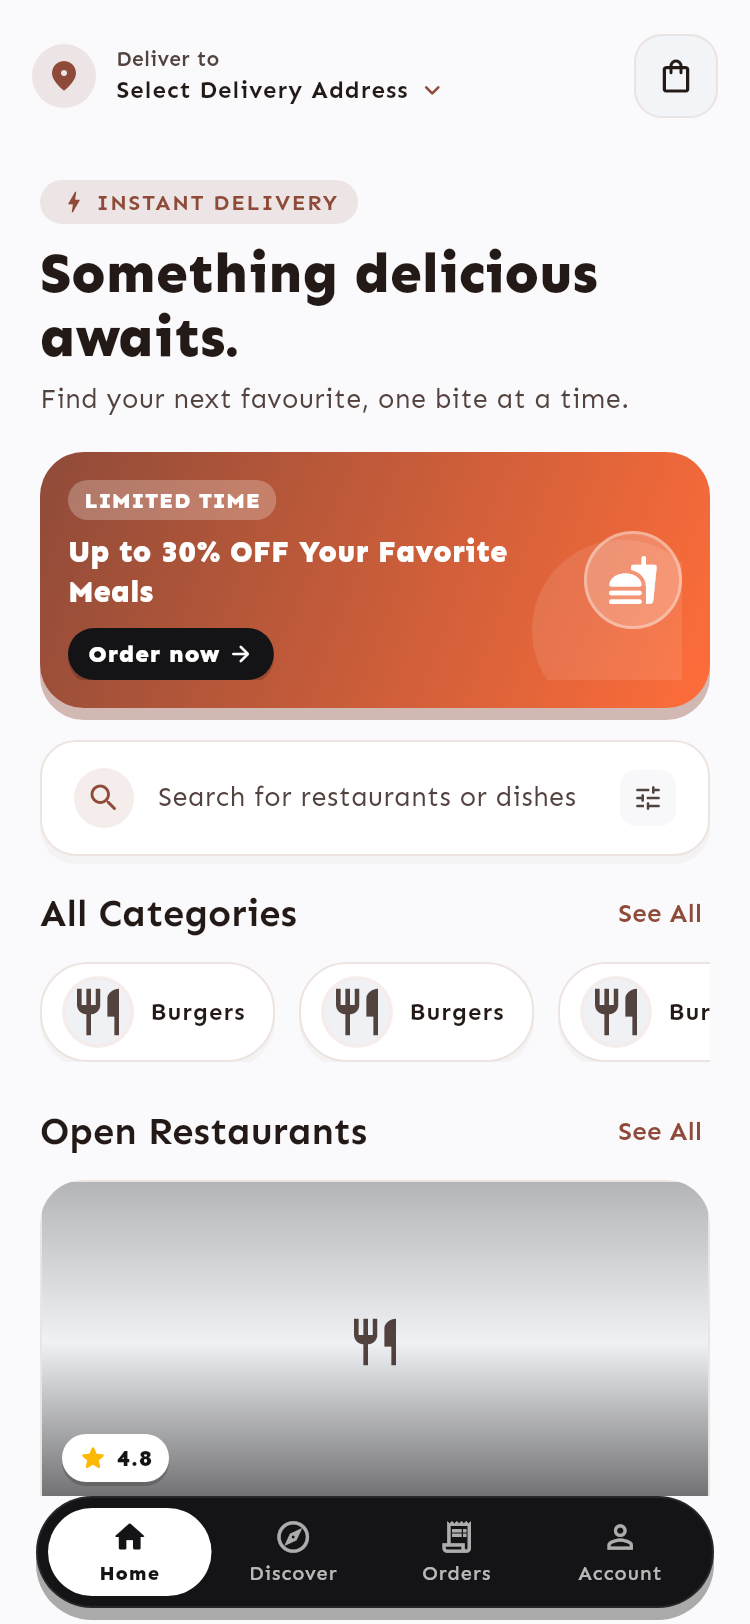 Deliver to
Select Delivery Address
INSTANT DELIVERY
Something delicious
awaits.
Find your next favourite, one bite at a time.
LIMITED TIME
Up to 30% OFF Your Favorite
Meals
Order now
Search for restaurants or dishes
All Categories See All
Burgers Burgers Bur
Open Restaurants See All
4.8
Home Discover Orders Account